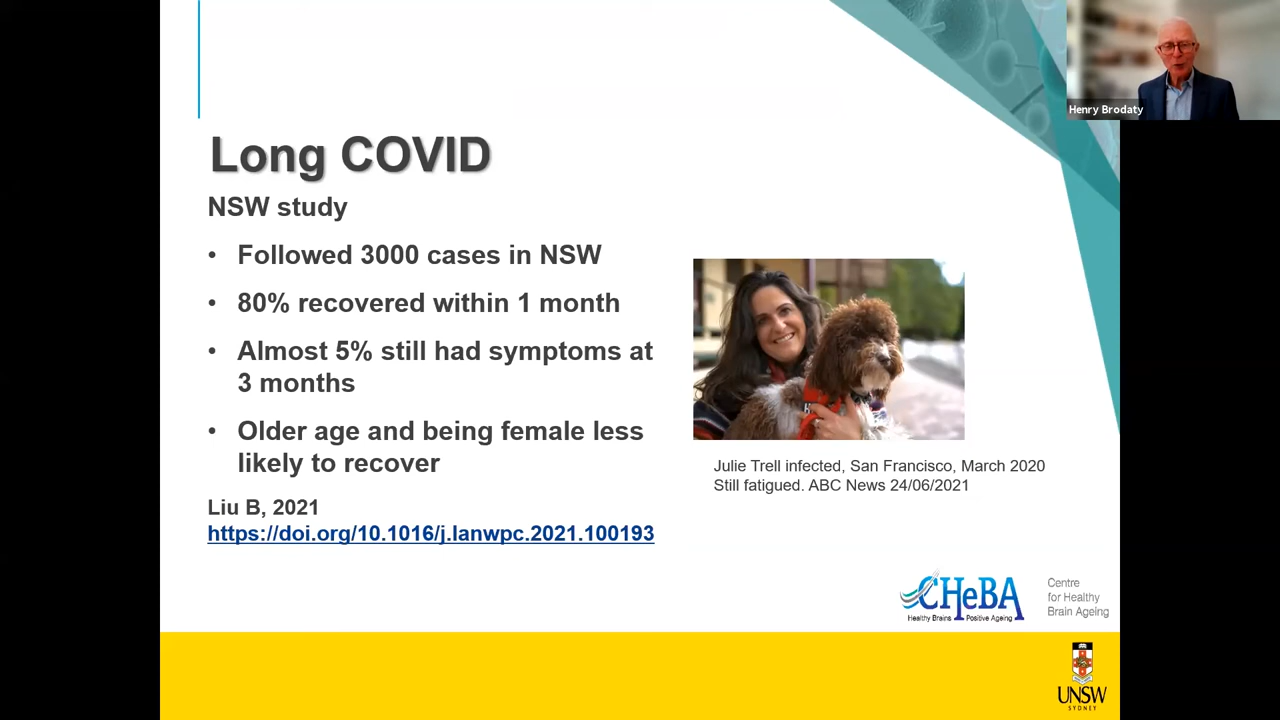 Henry Brodaty
Long COVID
NSW study
• Followed 3000 cases in NSW
• 80% recovered within 1 month
• Almost 5% still had symptoms at
3 months
• Older age and being female less
likely to recover
Liu B, 2021
https://doi.org/10.1016/j.lanwpc.2021.100193
Julie Trell infected, San Francisco, March 2020
Still fatigued. ABC News 24/06/2021
CHeBA
Healthy Brains Positive Ageing
Centre
for Healthy
Brain Ageing
UNSW
SYDNEY